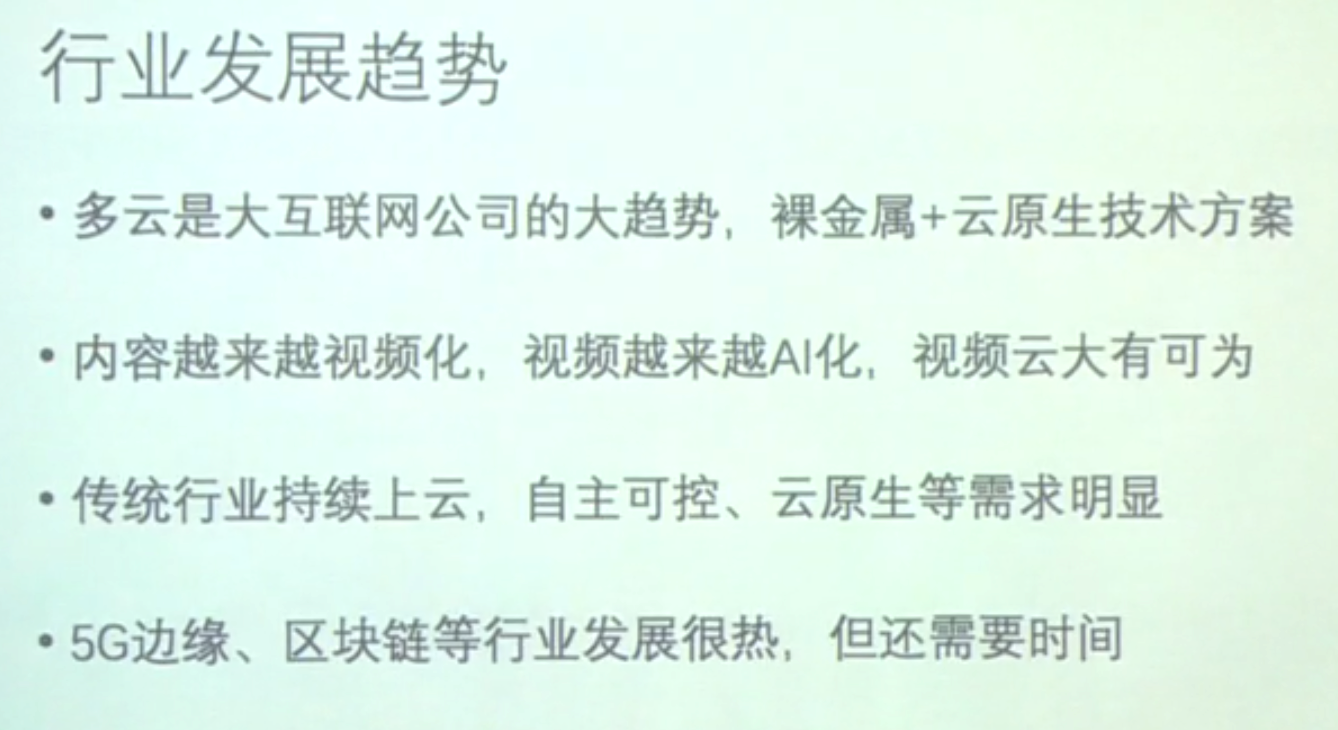 行业发展趋势
• 多云是大互联网公司的大趋势，裸金属+云原生技术方案
• 内容越来越视频化，视频越来越AI化，视频云大有可为
• 传统行业持续上云，自主可控、云原生等需求明显
• 5G边缘、区块链等行业发展很热，但还需要时间